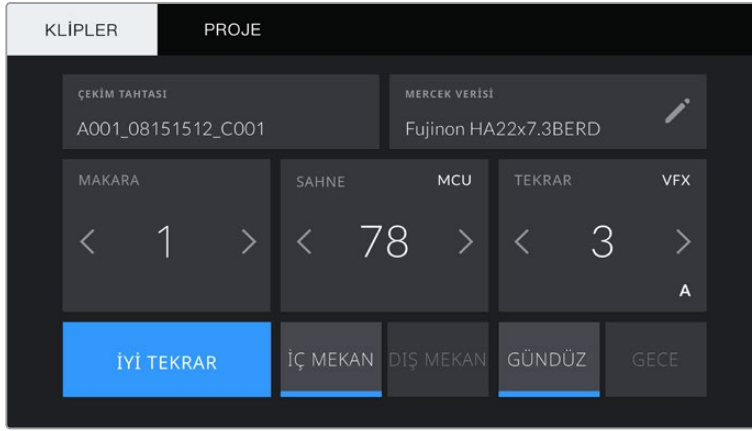 KLİPLER PROJE
ÇEKİM TAHTASI MERCEK VERİSİ
A001_08151512_C001 Fujinon HA22x7.3BERD
MAKARA SAHNE MCU TEKRAR VFX
< 1 > < 78 > < 3 >
A
İYİ TEKRAR İÇ MEKAN DIŞ MEKAN GÜNDÜZ GECE